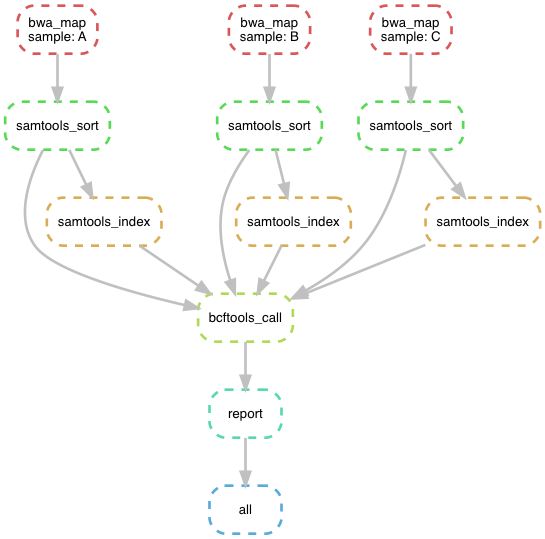 bwa_map
sample: A
bwa_map
sample: B
bwa_map
sample: C
samtools_sort
samtools_sort
samtools_sort
samtools_index
samtools_index
samtools_index
bcftools_call
report
all